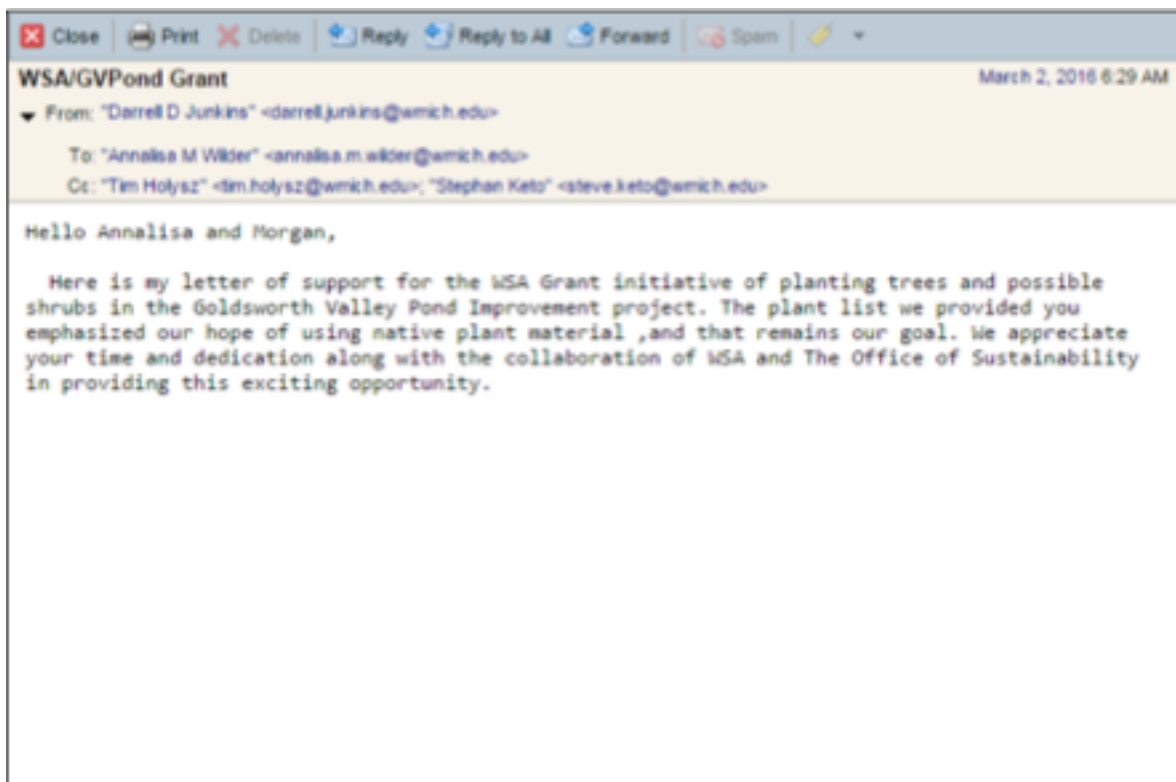 Close Print Delete Reply Reply to All Forward Spam
WSA/GVPond Grant March 2, 2016 6:29 AM
From: "Darrell D Junkins" <darrell.junkins@wmich.edu>
To: "Annalisa M Wilder" <annalisa.m.wilder@wmich.edu>
Cc: "Tim Holysz" <tim.holysz@wmich.edu>; "Stephan Keto" <steve.keto@wmich.edu>
Hello Annalisa and Morgan,
Here is my letter of support for the WSA Grant initiative of planting trees and possible
shrubs in the Goldsworth Valley Pond Improvement project. The plant list we provided you
emphasized our hope of using native plant material ,and that remains our goal. We appreciate
your time and dedication along with the collaboration of WSA and The Office of Sustainability
in providing this exciting opportunity.